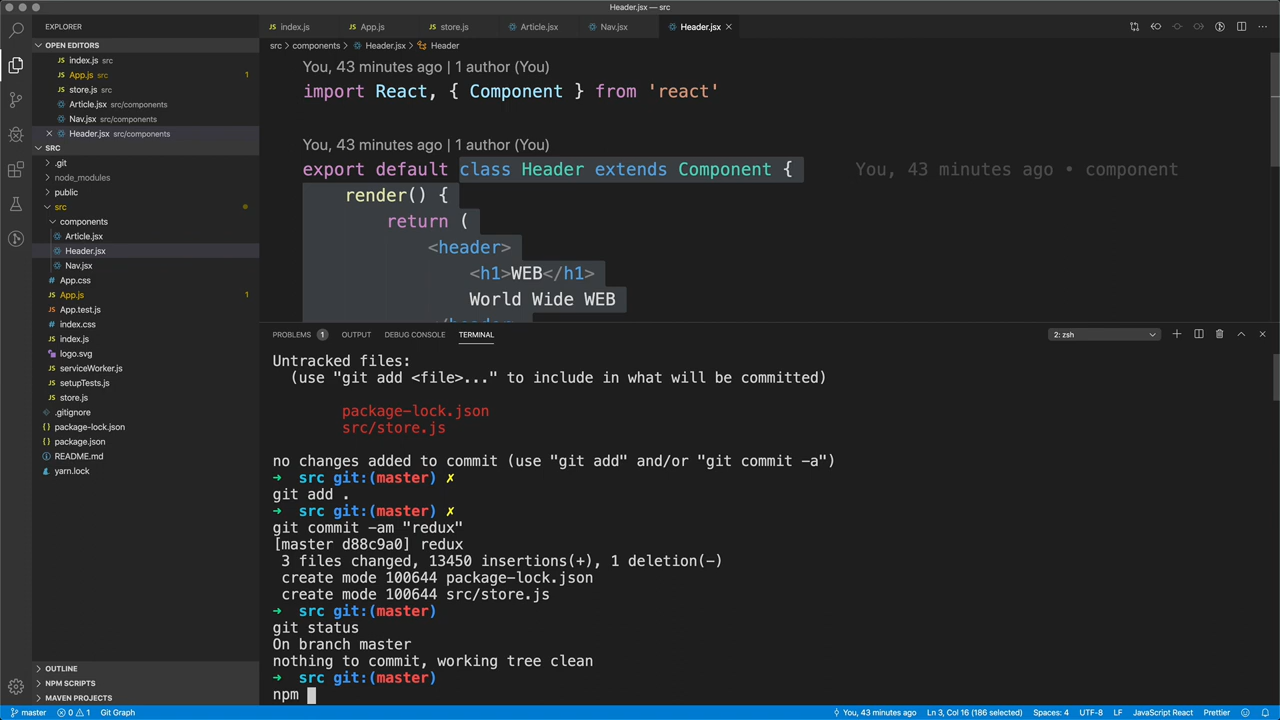 Header.jsx — src
EXPLORER
index.js
App.js
store.js
Article.jsx
Nav.jsx
Header.jsx
OPEN EDITORS
index.js src
App.js src 1
store.js src
Article.jsx src/components
Nav.jsx src/components
Header.jsx src/components
SRC
.git
node_modules
public
src
components
Article.jsx
Header.jsx
Nav.jsx
App.css
App.js 1
App.test.js
index.css
index.js
logo.svg
serviceWorker.js
setupTests.js
store.js
.gitignore
package-lock.json
package.json
README.md
yarn.lock
OUTLINE
NPM SCRIPTS
MAVEN PROJECTS
src > components > Header.jsx > Header
You, 43 minutes ago | 1 author (You)
import React, { Component } from 'react'
You, 43 minutes ago | 1 author (You)
export default class Header extends Component { You, 43 minutes ago • component
render() {
return (
<header>
<h1>WEB</h1>
World Wide WEB
</header>
PROBLEMS 1 OUTPUT DEBUG CONSOLE TERMINAL 2: zsh
Untracked files:
(use "git add <file>..." to include in what will be committed)
package-lock.json
src/store.js
no changes added to commit (use "git add" and/or "git commit -a")
➜ src git:(master) ✗
git add .
➜ src git:(master) ✗
git commit -am "redux"
[master d88c9a0] redux
3 files changed, 13450 insertions(+), 1 deletion(-)
create mode 100644 package-lock.json
create mode 100644 src/store.js
➜ src git:(master)
git status
On branch master
nothing to commit, working tree clean
➜ src git:(master)
npm
master 0 1 Git Graph You, 43 minutes ago Ln 3, Col 16 (186 selected) Spaces: 4 UTF-8 LF JavaScript React Prettier